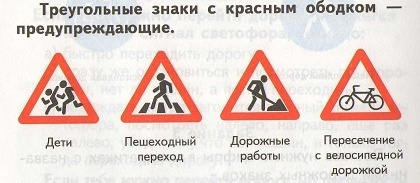 Треугольные знаки с красным ободком —
предупреждающие.
Дети
Пешеходный
переход
Дорожные
работы
Пересечение
с велосипедной
дорожкой